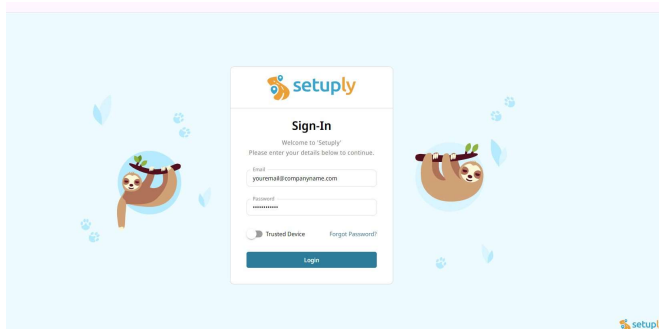 setuply
Sign-In
Welcome to 'Setuply'
Please enter your details below to continue.
Email
youremail@companyname.com
Password
Trusted Device
Forgot Password?
Login
setupl